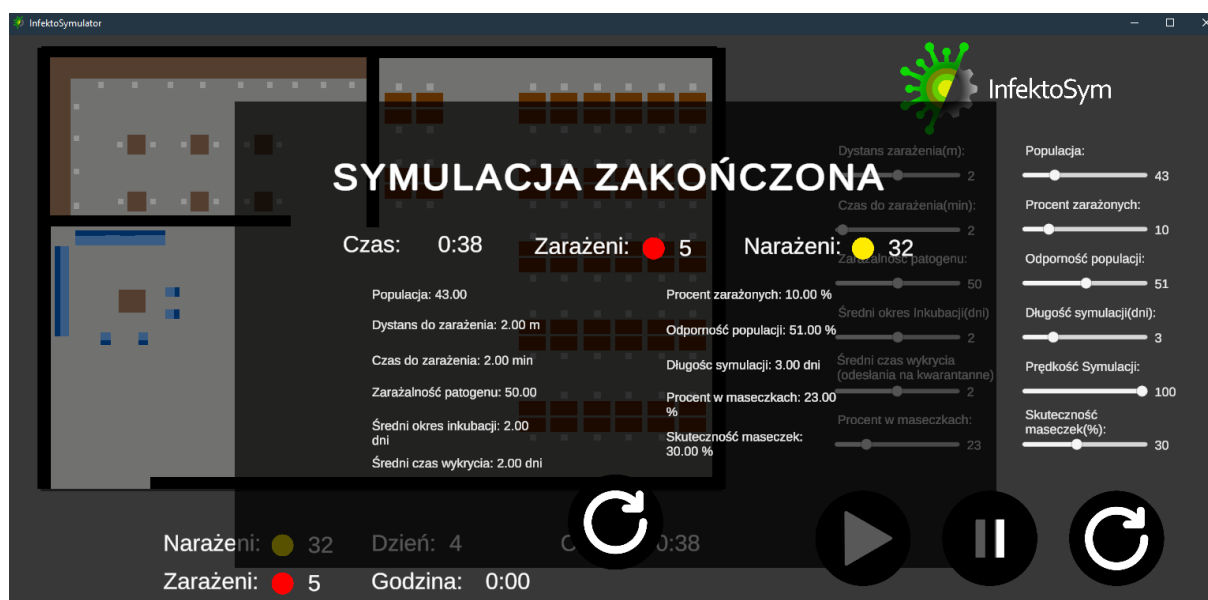 InfektoSymulator
InfektoSym
SYMULACJA ZAKOŃCZONA
Czas: 0:38 Zarażeni: 5 Narażeni: 32
Populacja: 43.00
Dystans do zarażenia: 2.00 m
Czas do zarażenia: 2.00 min
Zarażalność patogenu: 50.00
Średni okres inkubacji: 2.00
dni
Średni czas wykrycia: 2.00 dni
Procent zarażonych: 10.00 %
Odporność populacji: 51.00 %
Długośc symulacji: 3.00 dni
Procent w maseczkach: 23.00
%
Skuteczność maseczek:
30.00 %
Dystans zarażenia(m):
2
Czas do zarażenia(min):
2
Zarażalność patogenu:
50
Średni okres Inkubacji(dni)
2
Średni czas wykrycia
(odesłania na kwarantanne)
2
Procent w maseczkach:
23
Populacja:
43
Procent zarażonych:
10
Odporność populacji:
51
Długość symulacji(dni):
3
Prędkość Symulacji:
100
Skuteczność
maseczek(%):
30
Narażeni: 32 Dzień: 4 0:38
Zarażeni: 5 Godzina: 0:00